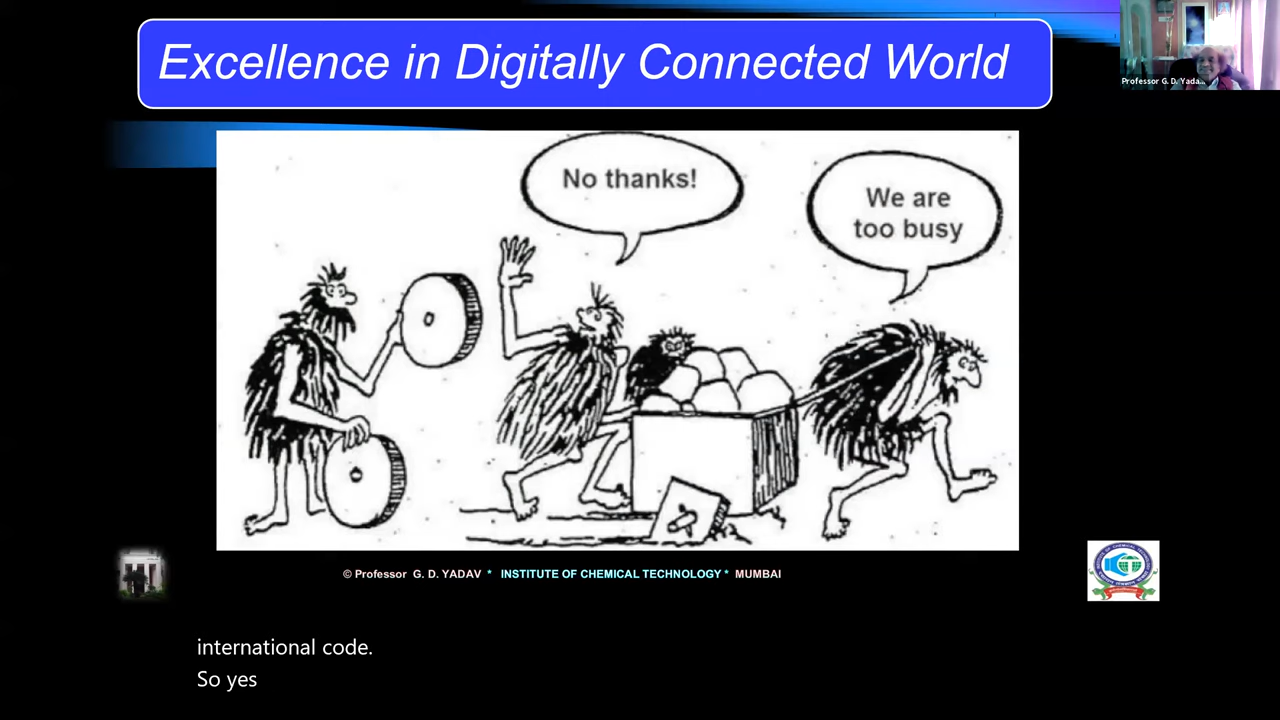 Excellence in Digitally Connected World
Professor G. D. Yada...
No thanks!
We are
too busy
© Professor G. D. YADAV * INSTITUTE OF CHEMICAL TECHNOLOGY * MUMBAI
international code.
So yes